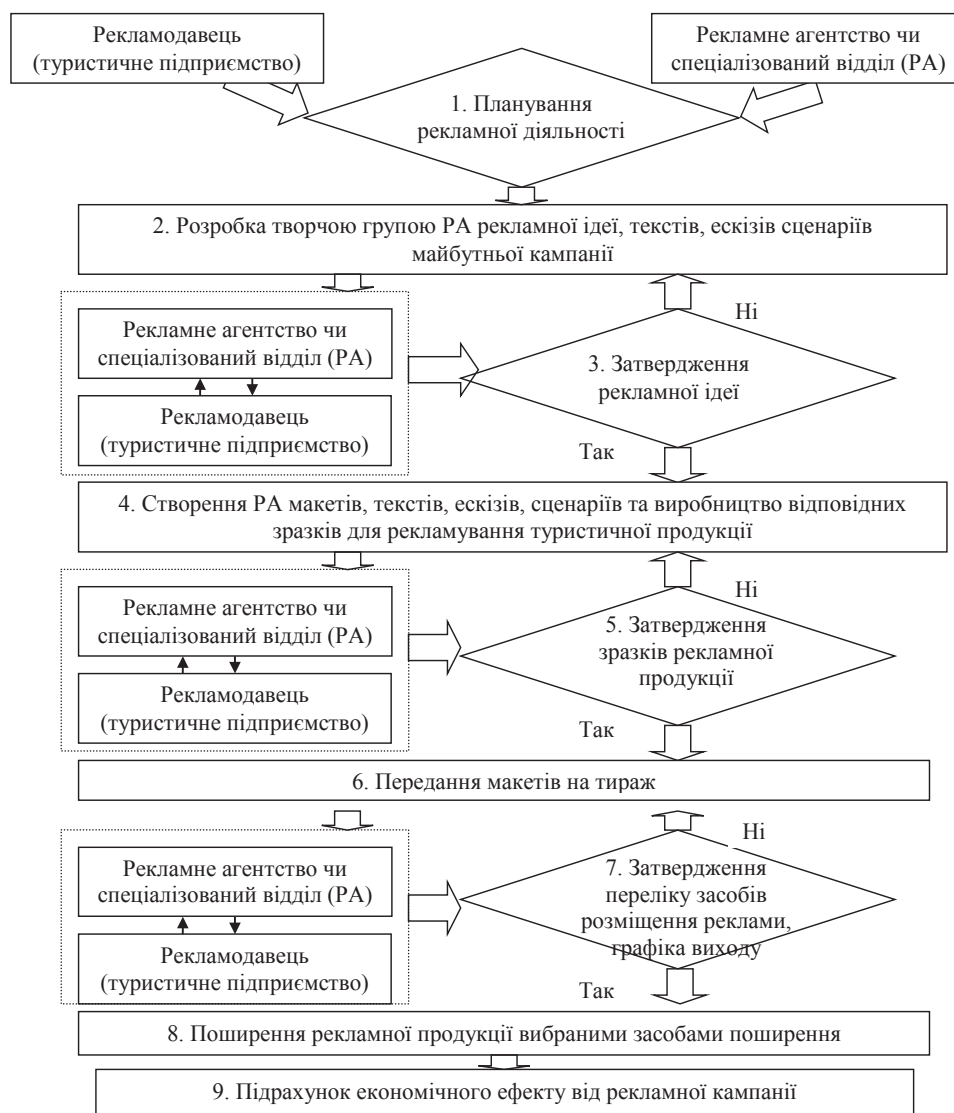 Рекламодавець
(туристичне підприємство)
Рекламне агентство чи
спеціалізований відділ (РА)
1. Планування
рекламної діяльності
2. Розробка творчою групою РА рекламної ідеї, текстів, ескізів сценаріїв
майбутньої кампанії
Рекламне агентство чи
спеціалізований відділ (РА)
Рекламодавець
(туристичне підприємство)
Ні
3. Затвердження
рекламної ідеї
Так
4. Створення РА макетів, текстів, ескізів, сценаріїв та виробництво відповідних
зразків для рекламування туристичної продукції
Рекламне агентство чи
спеціалізований відділ (РА)
Рекламодавець
(туристичне підприємство)
Ні
5. Затвердження
зразків рекламної
продукції
Так
6. Передання макетів на тираж
Рекламне агентство чи
спеціалізований відділ (РА)
Рекламодавець
(туристичне підприємство)
Ні
7. Затвердження
переліку засобів
розміщення реклами,
графіка виходу
Так
8. Поширення рекламної продукції вибраними засобами поширення
9. Підрахунок економічного ефекту від рекламної кампанії